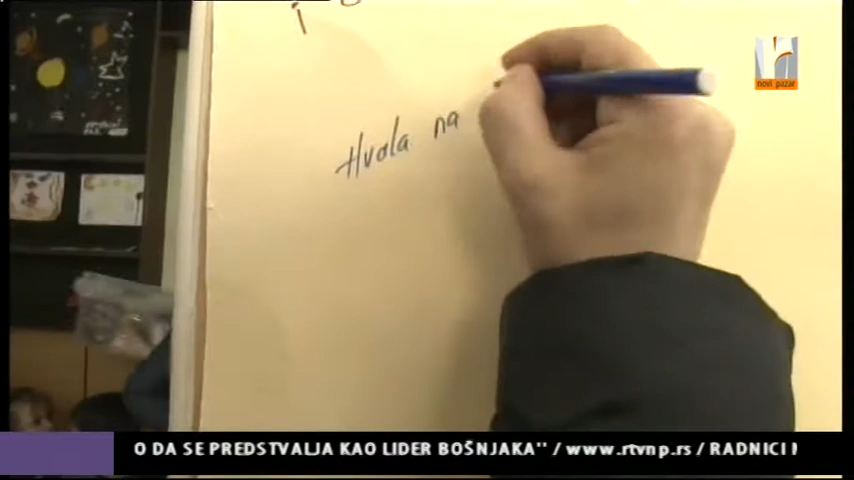 novi pazar
Hvala na
O DA SE PREDSTVALJA KAO LIDER BOŠNJAKA'' / www.rtvnp.rs / RADNICI